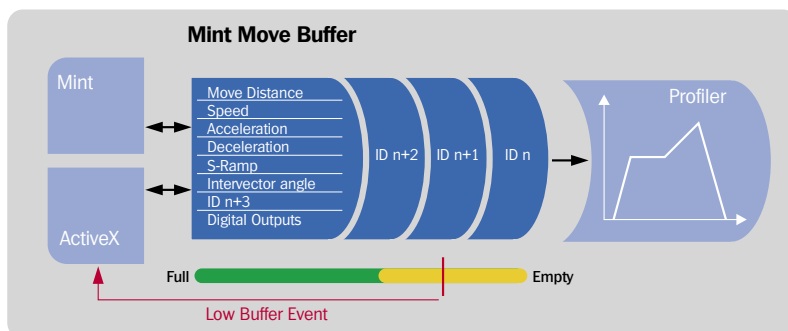 Mint Move Buffer
Mint
ActiveX
Move Distance
Speed
Acceleration
Deceleration
S-Ramp
Intervector angle
ID n+3
Digital Outputs
ID n+2
ID n+1
ID n
Profiler
Full
Empty
Low Buffer Event